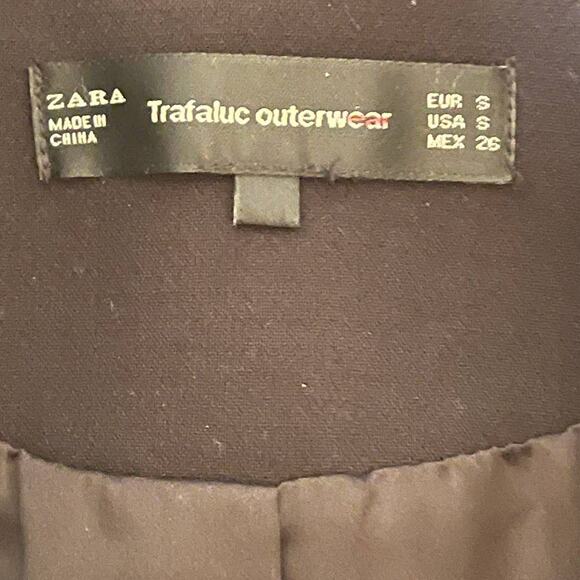 ZARA
MADE IN
CHINA
Trafaluc outerwear
EUR S
USA S
MEX 26